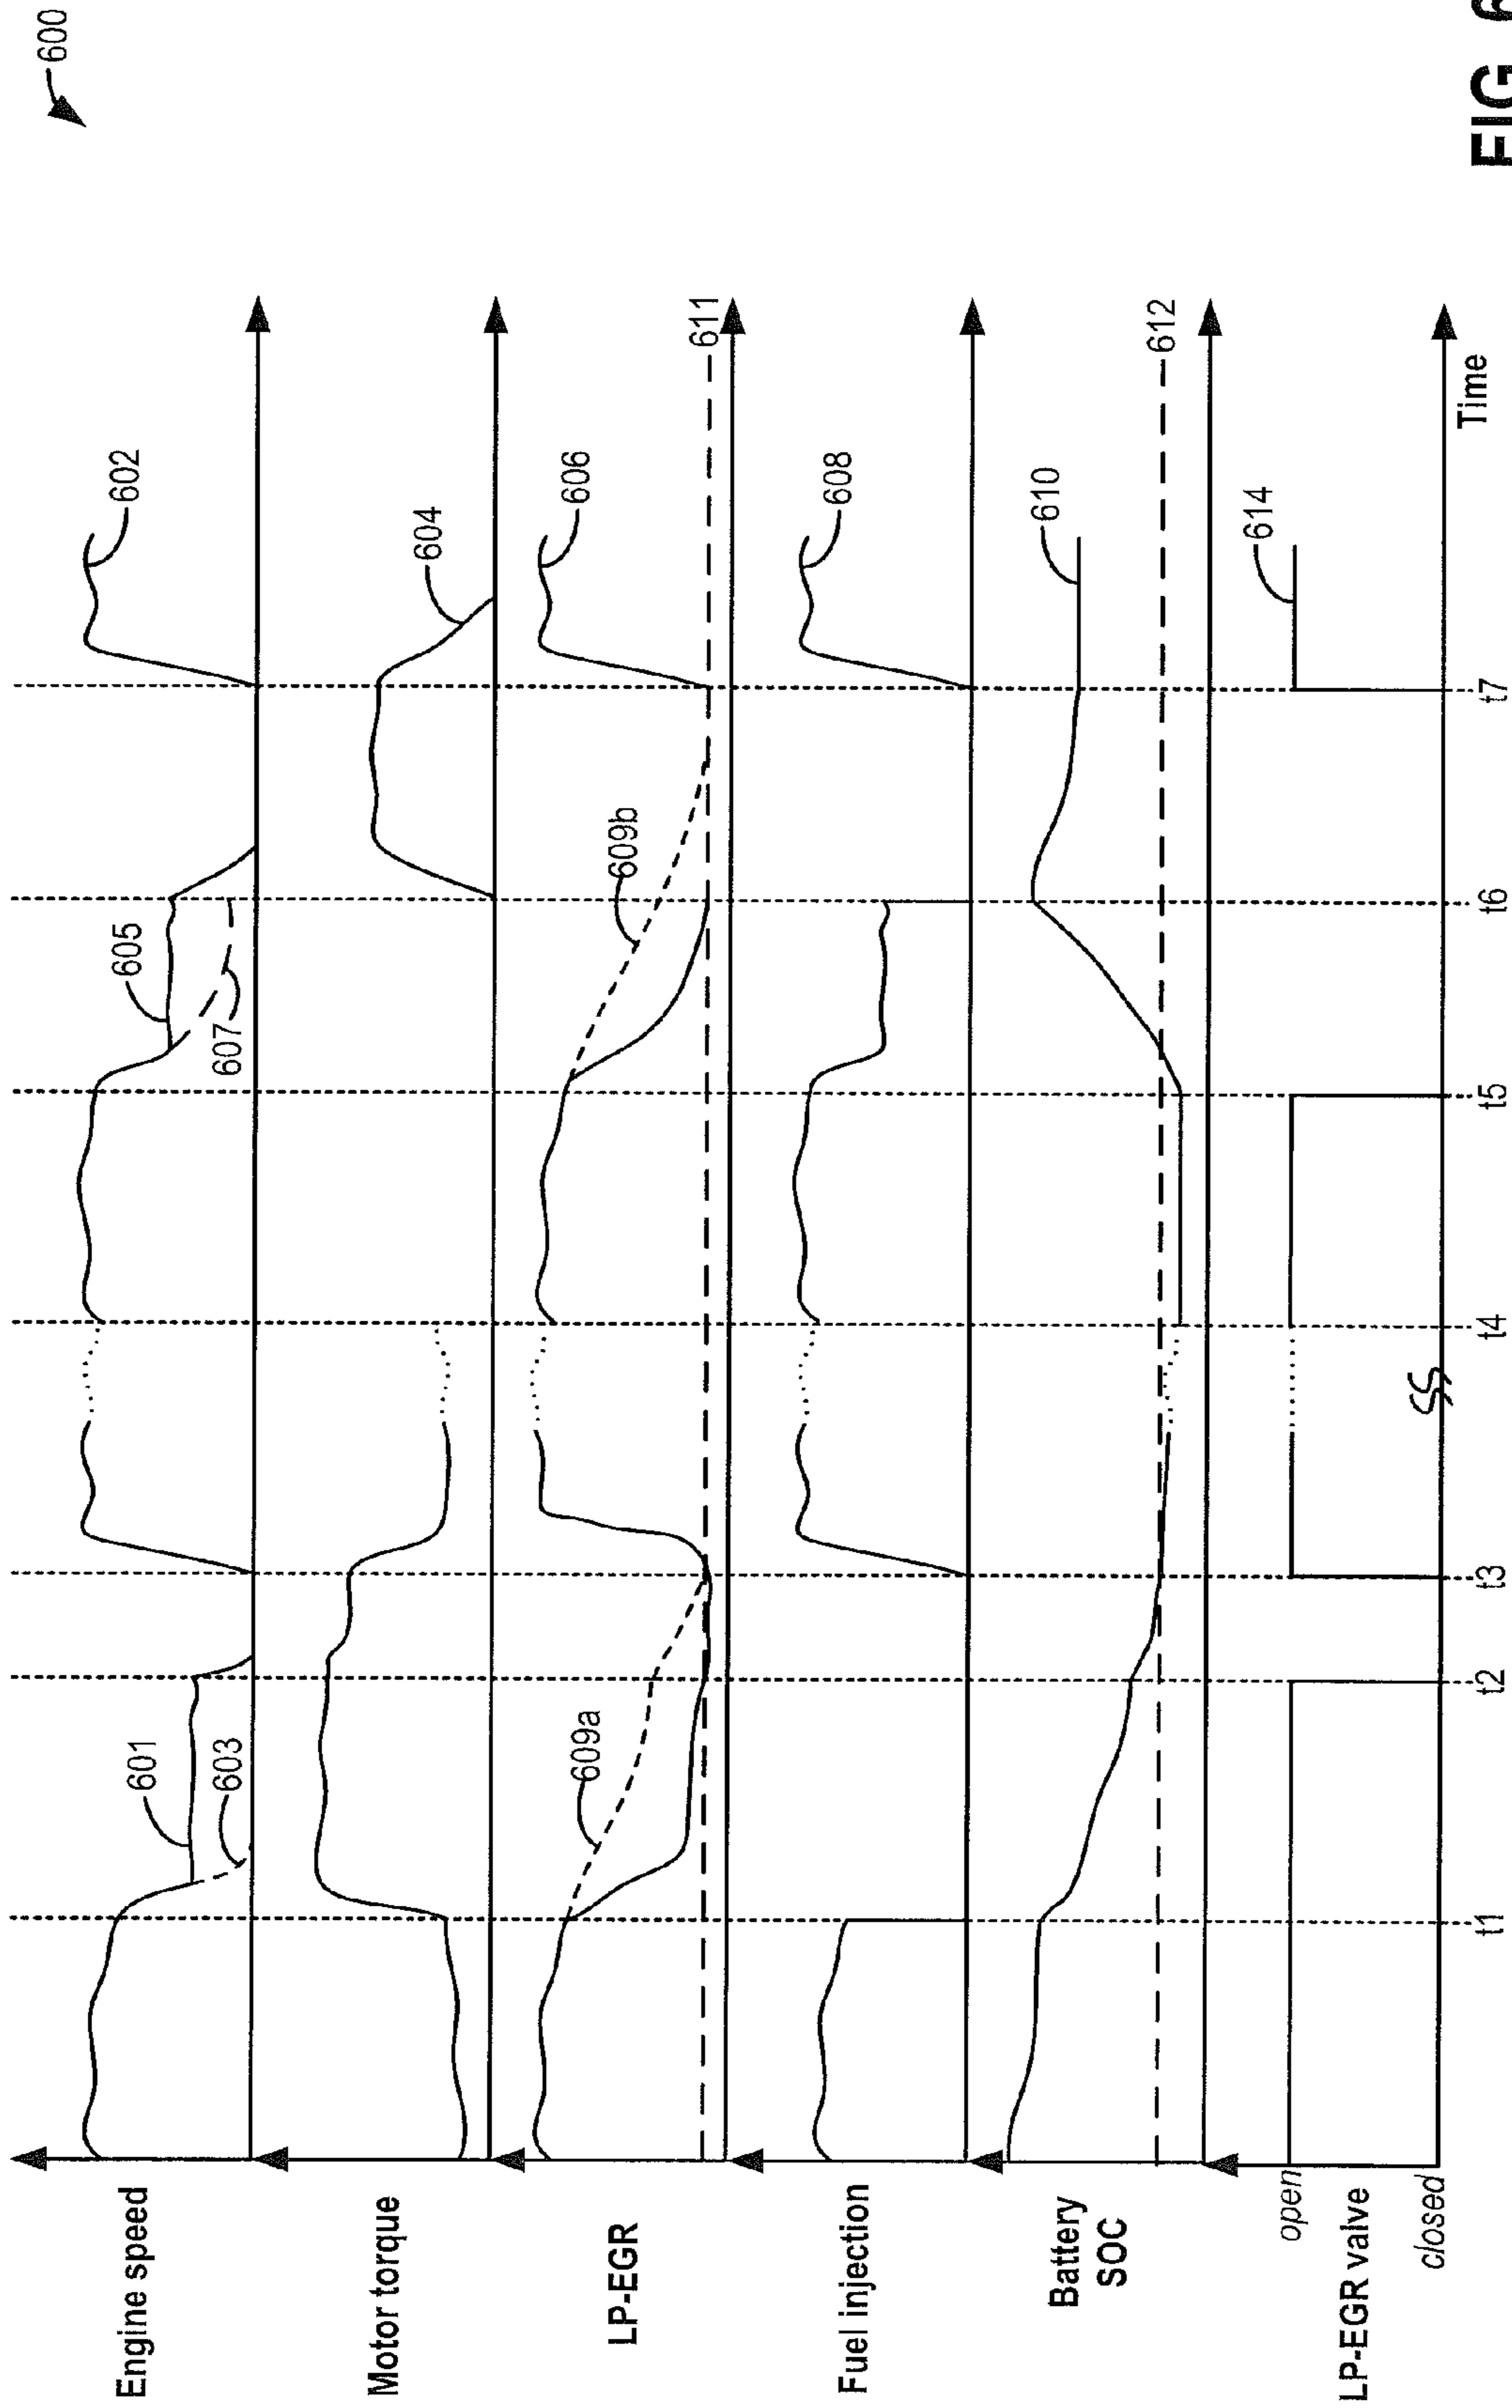 600
Engine speed
601
603
605
607
602
Motor torque
604
LP-EGR
609a
609b
606
611
Fuel injection
608
Battery
SOC
610
612
open
LP-EGR valve
closed
614
t1
t2
t3
t4
t5
t6
t7
Time
FIG. 6